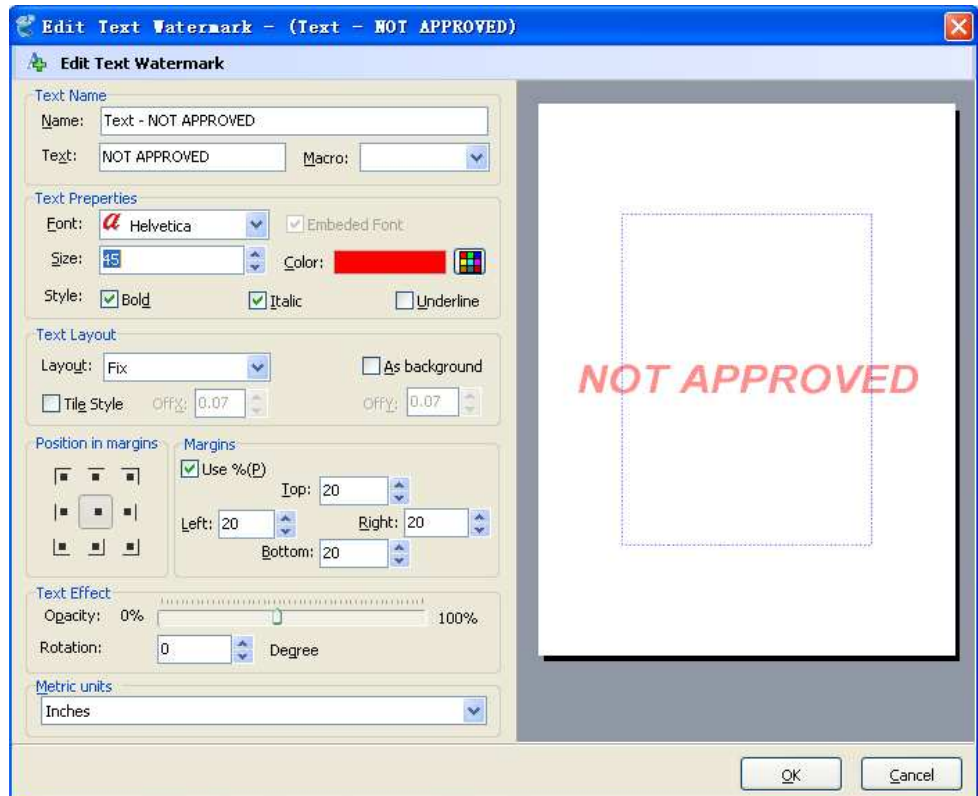 Edit Text Watermark - (Text - NOT APPROVED)
Edit Text Watermark
Text Name
Name: Text - NOT APPROVED
Text: NOT APPROVED Macro:
Text Preperties
Font: a Helvetica Embeded Font
Size: 45 Color:
Style: Bold Italic Underline
Text Layout
Layout: Fix As background
Tile Style OffX: 0.07 OffY: 0.07
NOT APPROVED
Position in margins Margins
Use %(P)
Top: 20
Left: 20 Right: 20
Bottom: 20
Text Effect
Opacity: 0% 100%
Rotation: 0 Degree
Metric units
Inches
OK Cancel